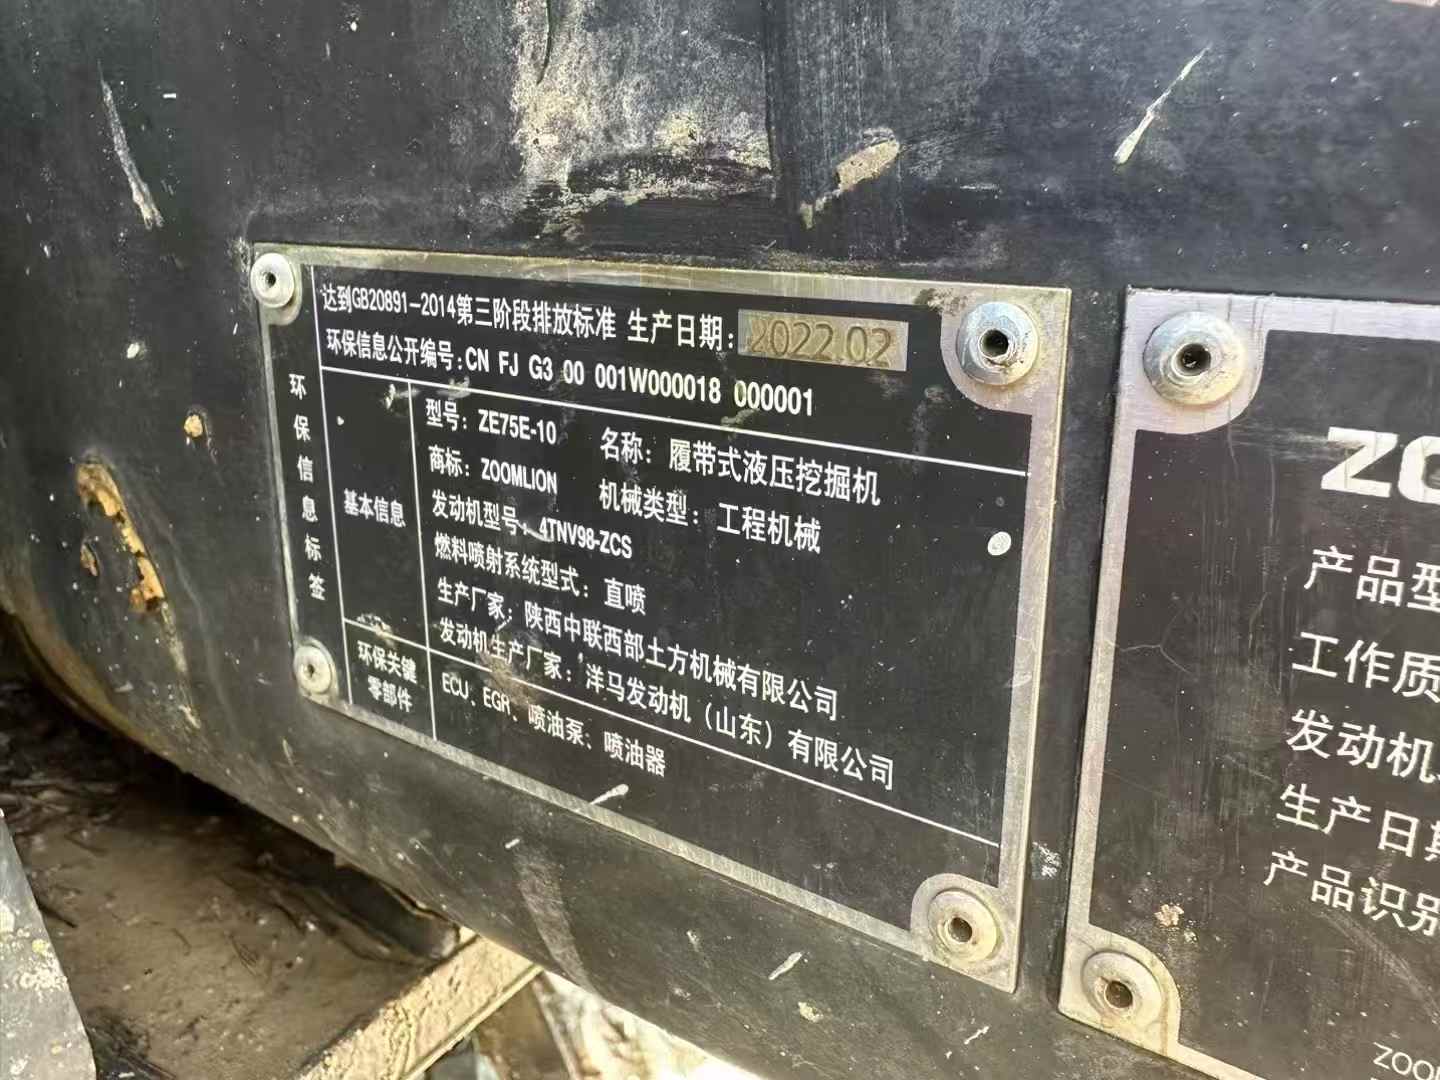 达到GB20891-2014第三阶段排放标准 生产日期：2022.02
环保信息公开编号：CN FJ G3 00 001W000018 000001
环保信息标签
基本信息
型号：ZE75E-10 名称：履带式液压挖掘机
商标：ZOOMLION 机械类型：工程机械
发动机型号：4TNV98-ZCS
燃料喷射系统型式：直喷
生产厂家：陕西中联西部土方机械有限公司
发动机生产厂家：洋马发动机（山东）有限公司
环保关键
零部件
ECU、EGR、喷油泵、喷油器
ZO
产品型
工作质
发动机
生产日期
产品识别
ZOO